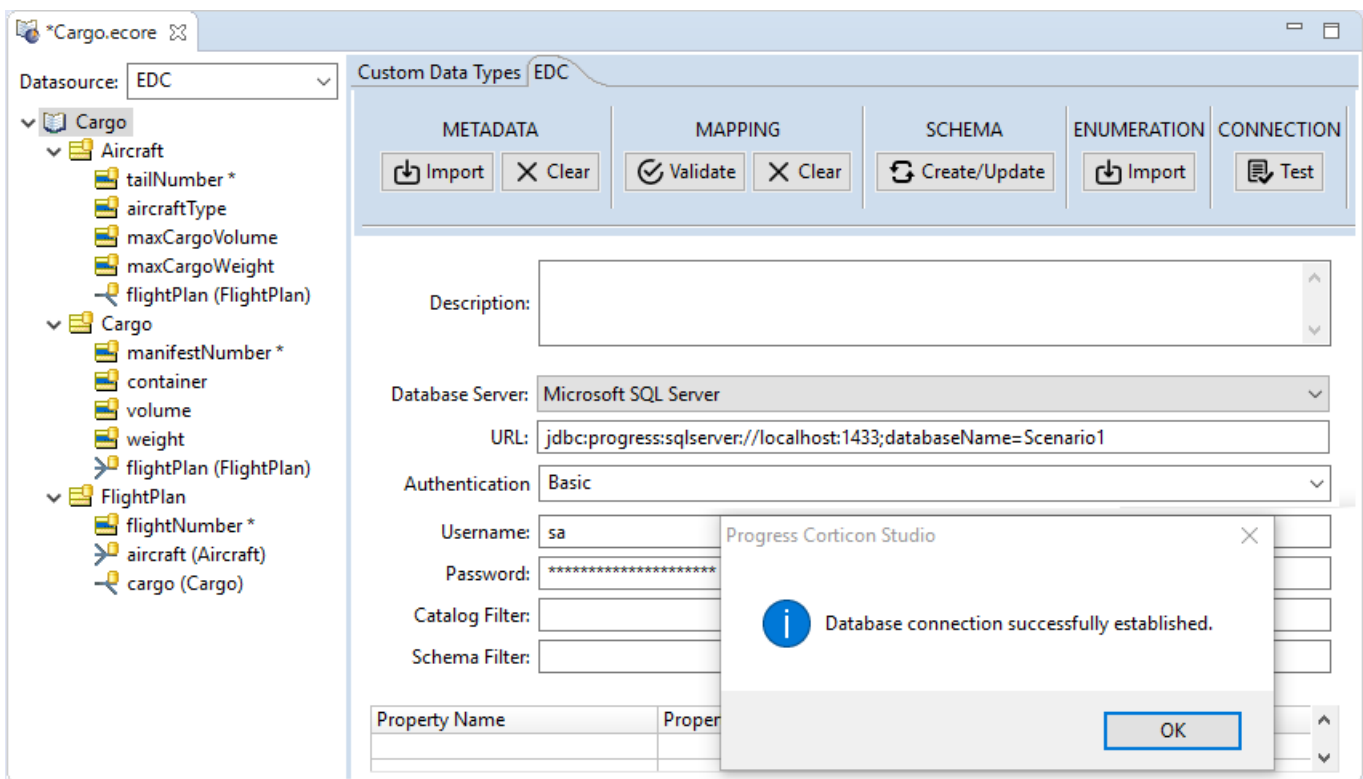 *Cargo.ecore
Datasource: EDC
Cargo
Aircraft
tailNumber *
aircraftType
maxCargoVolume
maxCargoWeight
flightPlan (FlightPlan)
Cargo
manifestNumber *
container
volume
weight
flightPlan (FlightPlan)
FlightPlan
flightNumber *
aircraft (Aircraft)
cargo (Cargo)
Custom Data Types EDC
METADATA MAPPING SCHEMA ENUMERATION CONNECTION
Import Clear Validate Clear Create/Update Import Test
Description:
Database Server: Microsoft SQL Server
URL: jdbc:progress:sqlserver://localhost:1433;databaseName=Scenario1
Authentication Basic
Username: sa
Password: *********************
Catalog Filter:
Schema Filter:
Property Name Proper
Progress Corticon Studio
Database connection successfully established.
OK